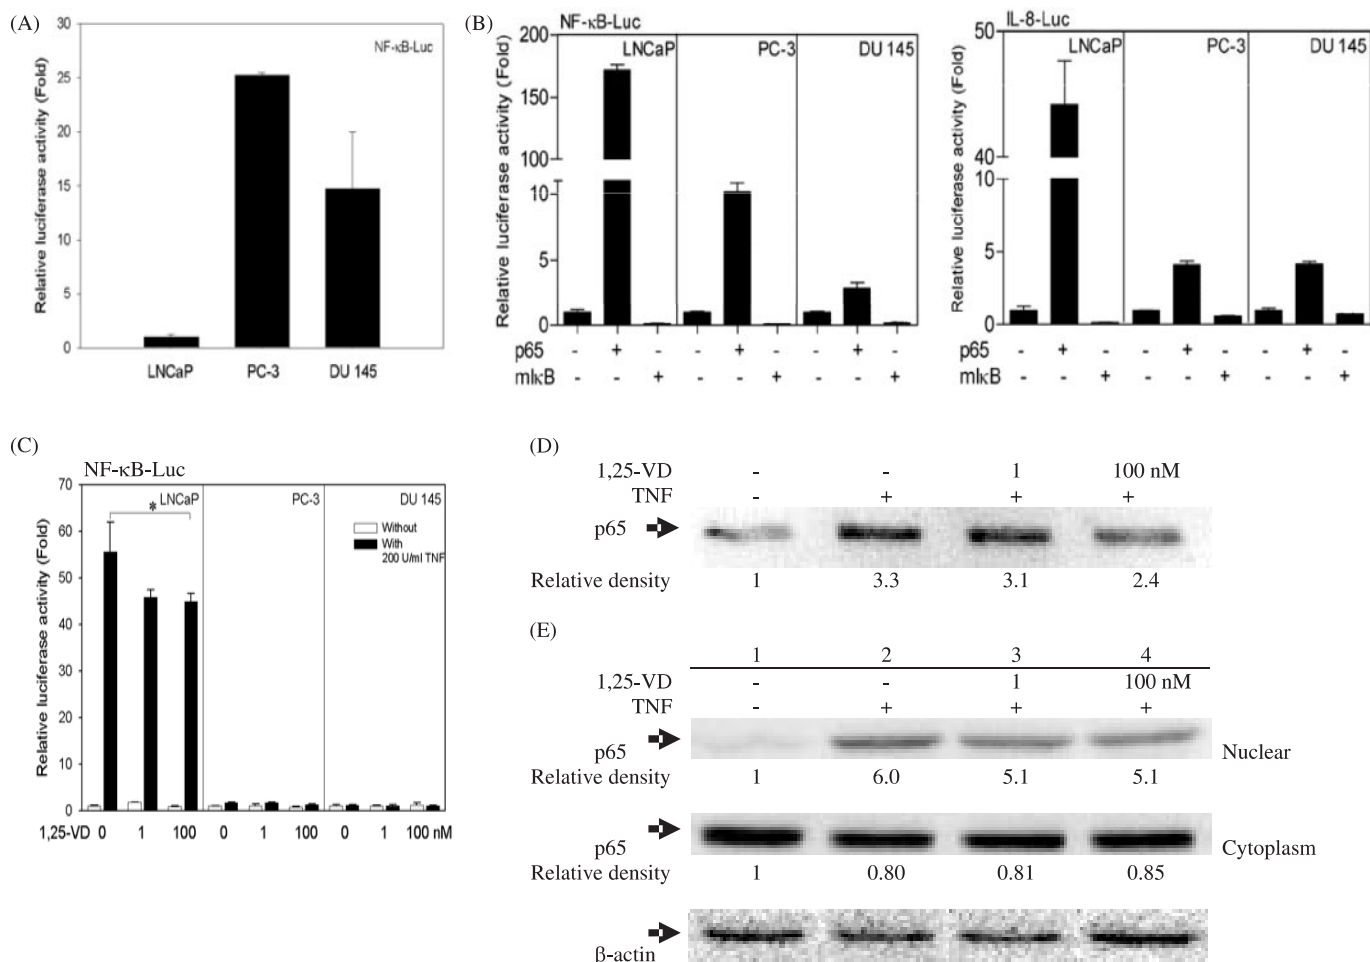 (A)
30
25
20
15
10
5
0
Relative luciferase activity (Fold)
NF-κB-Luc
LNCaP PC-3 DU 145
(B)
NF-κB-Luc
200
150
100
10
5
0
Relative luciferase activity (Fold)
LNCaP PC-3 DU 145
p65 - + - - + - - + -
mIκB - - + - - + - - +
IL-8-Luc
50
40
10
5
0
Relative luciferase activity (Fold)
LNCaP PC-3 DU 145
p65 - + - - + - - + -
mIκB - - + - - + - - +
(C)
NF-κB-Luc
70
60
50
40
30
20
10
0
Relative luciferase activity (Fold)
LNCaP PC-3 DU 145
*
Without
With
200 U/ml TNF
1,25-VD 0 1 100 0 1 100 0 1 100 nM
(D)
1,25-VD - - 1 100 nM
TNF - + + +
p65
Relative density 1 3.3 3.1 2.4
(E)
1 2 3 4
1,25-VD - - 1 100 nM
TNF - + + +
p65 Nuclear
Relative density 1 6.0 5.1 5.1
p65 Cytoplasm
Relative density 1 0.80 0.81 0.85
β-actin